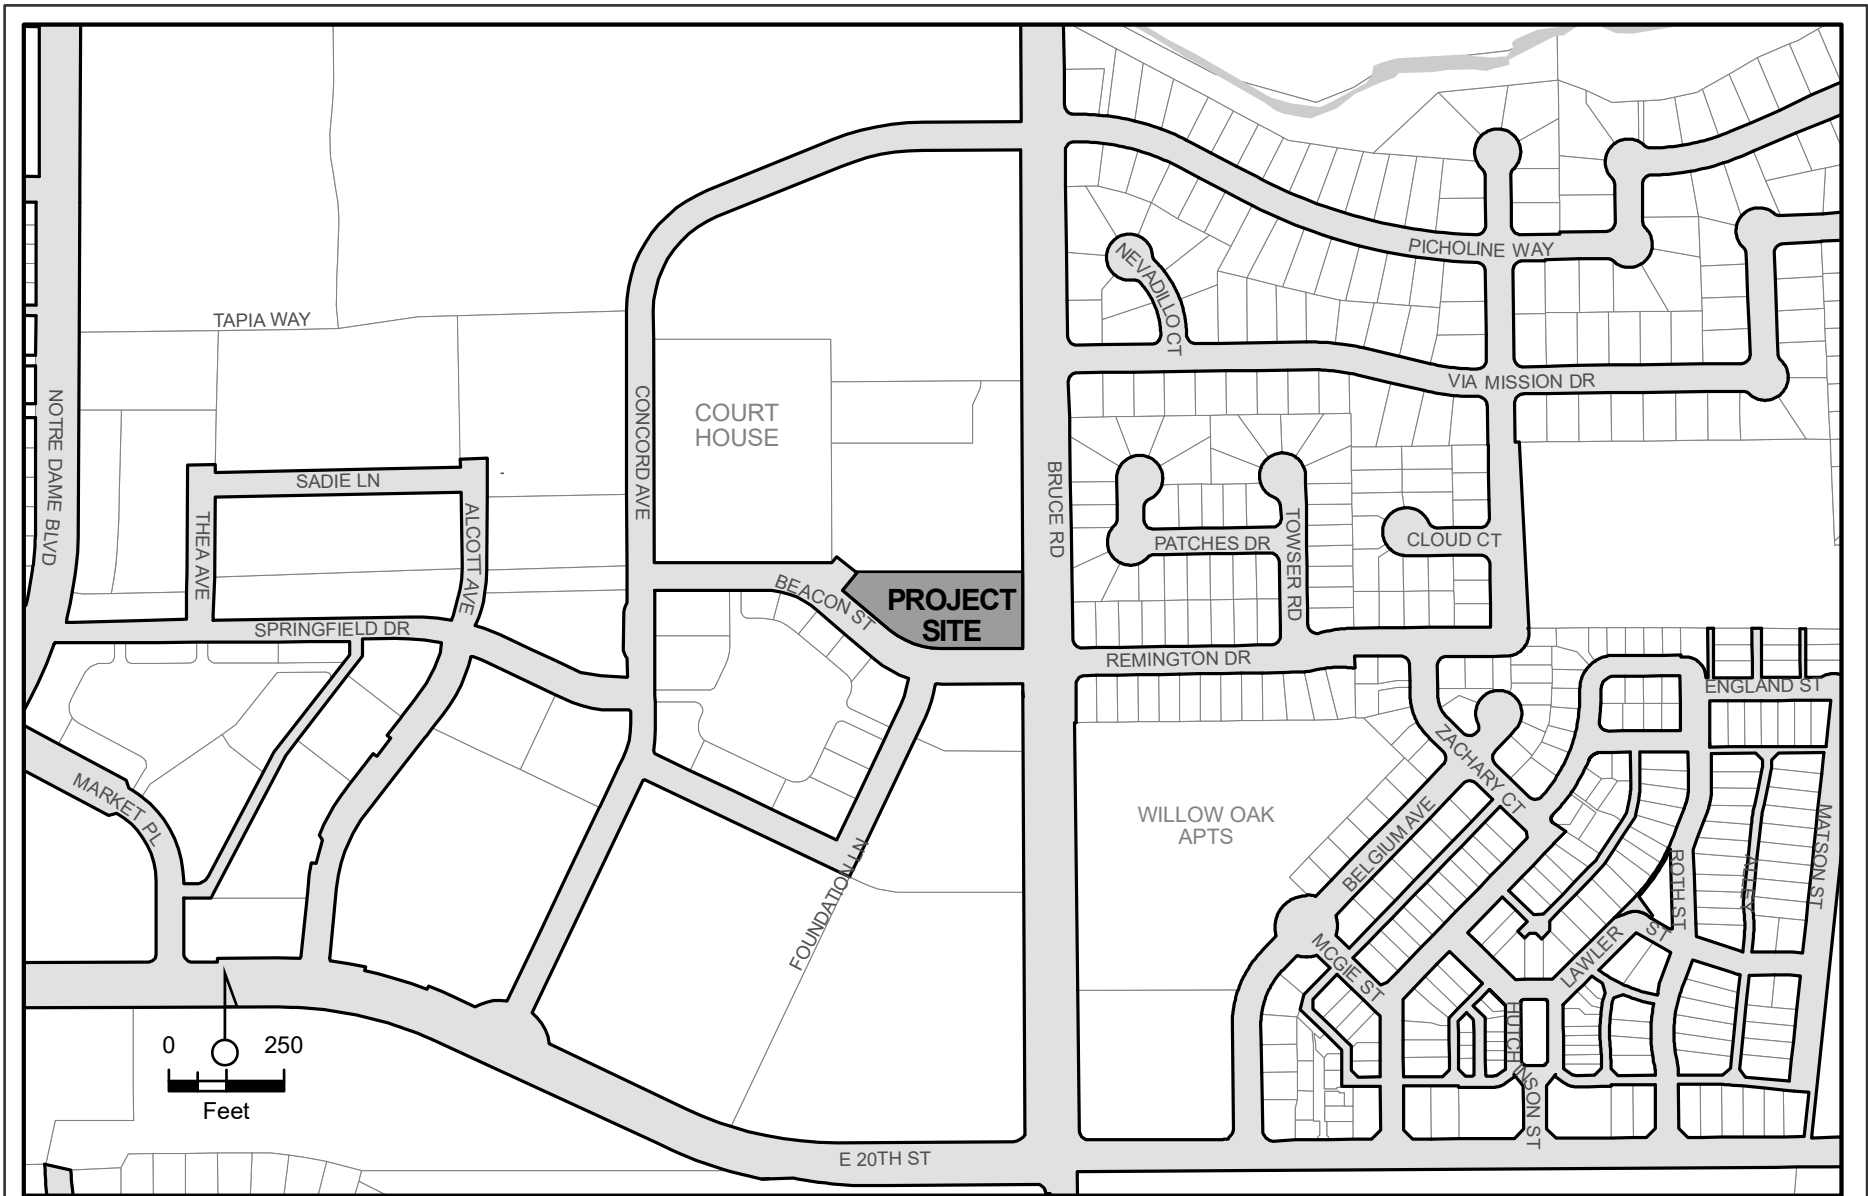 PICHOLINE WAY
NEVADILLO CT
TAPIA WAY
VIA MISSION DR
NOTRE DAME BLVD
CONCORD AVE
COURT
HOUSE
BRUCE RD
SADIE LN
THEA AVE
ALCOTT AVE
PATCHES DR
TOWSER RD
CLOUD CT
BEACON ST
PROJECT
SITE
SPRINGFIELD DR
REMINGTON DR
ENGLAND ST
MARKET PL
ZACHARY CT
WILLOW OAK
APTS
BELGIUM AVE
FOUNDATION LN
ROTH ST
ALLEY
MATSON ST
MCGIE ST
LAWLER ST
HUTCHINSON ST
0 250
Feet
E 20TH ST